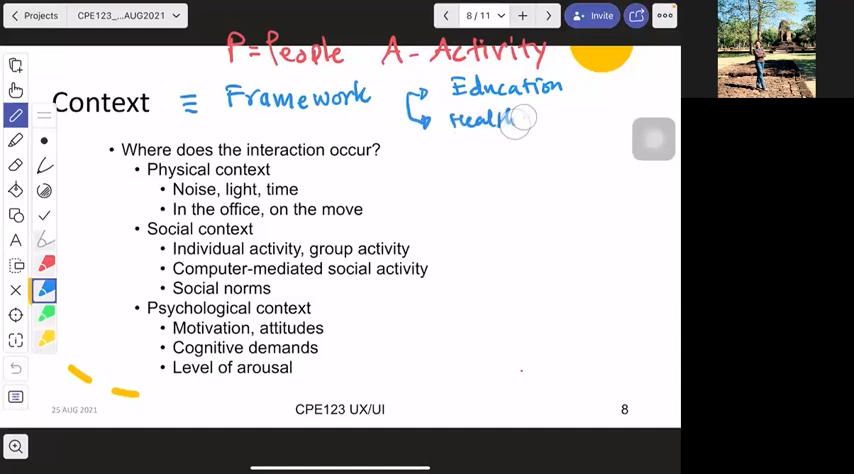 Projects
CPE123_...AUG2021
8 / 11
Invite
P=People A - Activity
Context ≡ Framework
Education
Health
• Where does the interaction occur?
• Physical context
• Noise, light, time
• In the office, on the move
• Social context
• Individual activity, group activity
• Computer-mediated social activity
• Social norms
• Psychological context
• Motivation, attitudes
• Cognitive demands
• Level of arousal
25 AUG 2021
CPE123 UX/UI
8